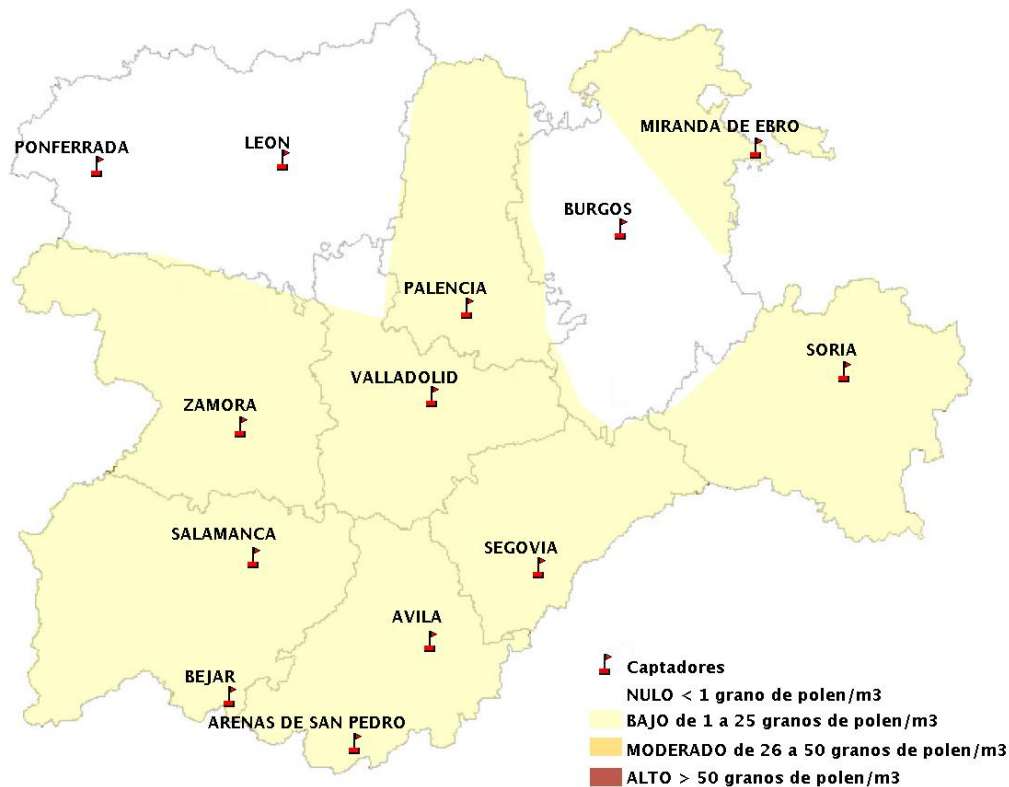 MIRANDA DE EBRO
PONFERRADA
LEON
BURGOS
PALENCIA
SORIA
VALLADOLID
ZAMORA
SALAMANCA
SEGOVIA
AVILA
BEJAR
ARENAS DE SAN PEDRO
Captadores
NULO < 1 grano de polen/m3
BAJO de 1 a 25 granos de polen/m3
MODERADO de 26 a 50 granos de polen/m3
ALTO > 50 granos de polen/m3